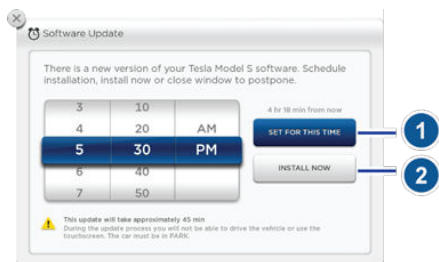 Software Update
There is a new version of your Tesla Model S software. Schedule
installation, install now or close window to postpone.
3 10
4 hr 18 min from now
4 20 AM
SET FOR THIS TIME
1
5 30 PM
6 40
INSTALL NOW
2
7 50
This update will take approximately 45 min
During the update process you will not be able to drive the vehicle or use the
touchscreen. The car must be in PARK.